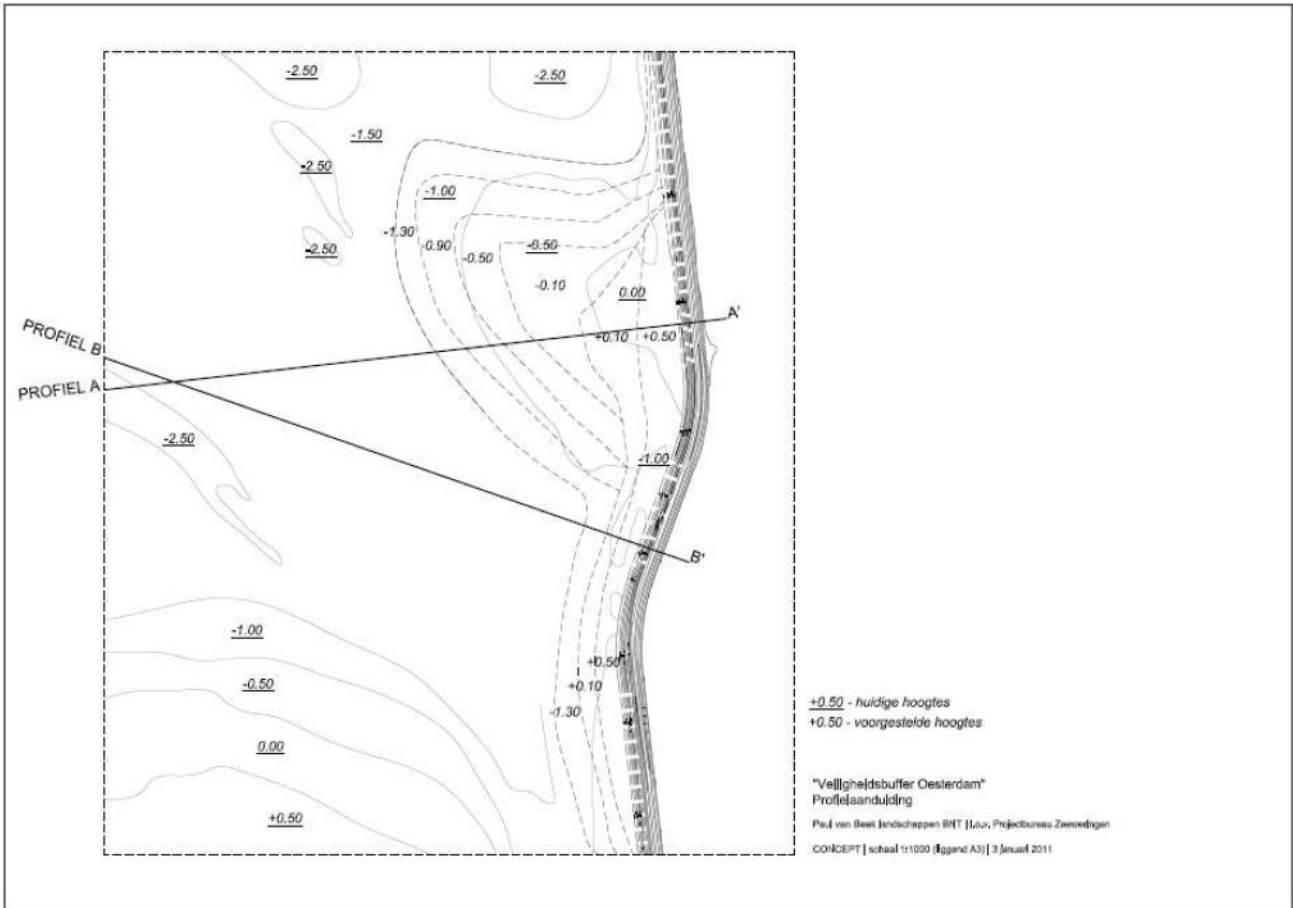 -2.50
-2.50
-1.50
-2.50
-1.00
-1.30
-0.90
-0.50
-0.50
-2.50
-0.10
0.00
A'
+0.10
+0.50
PROFIEL B
PROFIEL A
-2.50
-1.00
B'
-1.00
-0.50
+0.50
+0.10
-1.30
0.00
+0.50
+0.50 - huidige hoogtes
+0.50 - voorgestelde hoogtes
"Veiligheidsbuffer Oesterdam"
Profielaanduiding
Paul van Beek landschappen BNT | i.o.v. Projectbureau Zeeweringen
CONCEPT | schaal 1:1000 (liggend A3) | 3 januari 2011